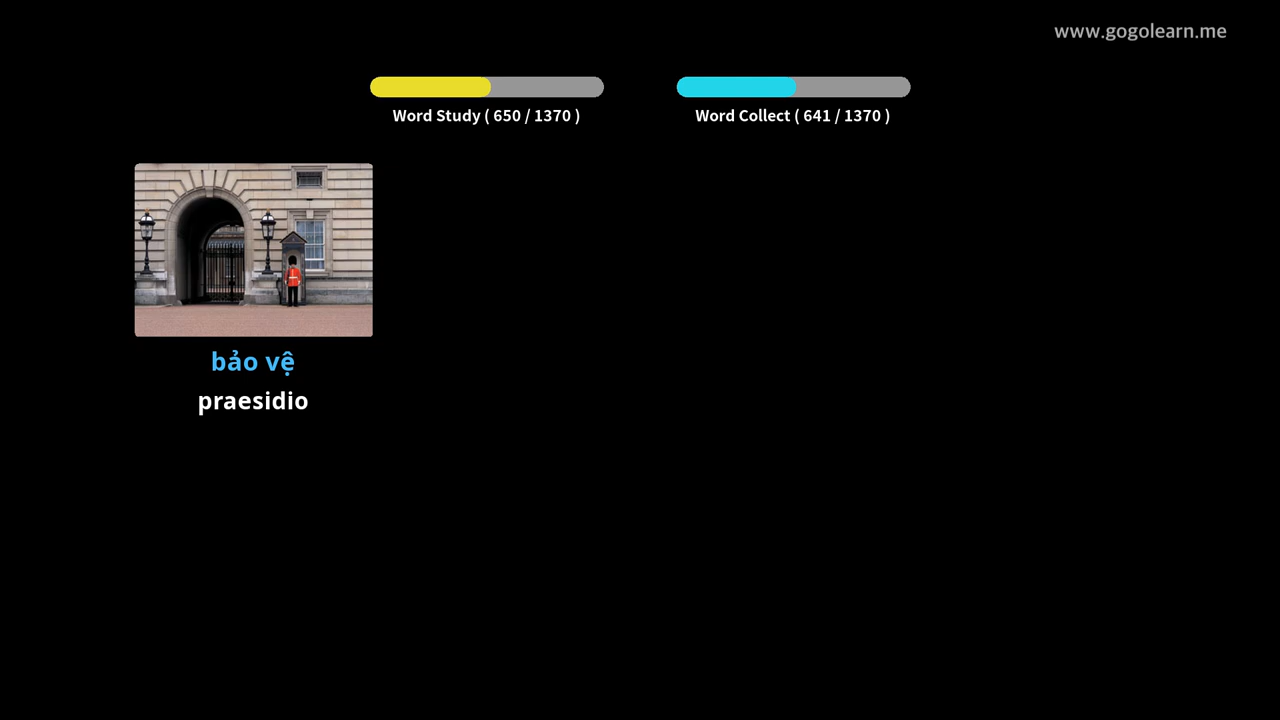 www.gogolearn.me
Word Study ( 650 / 1370 )
Word Collect ( 641 / 1370 )
bảo vệ
praesidio